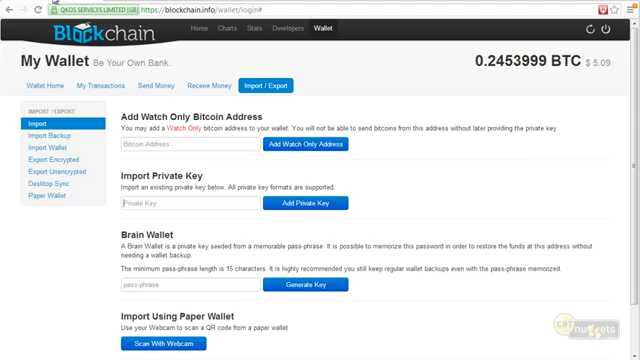 QKOS SERVICES LIMITED [GB] https://blockchain.info/wallet/login#
Blockchain Home Charts Stats Developers Wallet
My Wallet Be Your Own Bank. 0.2453999 BTC $ 5.09
Wallet Home My Transactions Send Money Receive Money Import / Export
IMPORT / EXPORT
Import
Import Backup
Import Wallet
Export Encrypted
Export Unencrypted
Desktop Sync
Paper Wallet
Add Watch Only Bitcoin Address
You may add a Watch Only bitcoin address to your wallet. You will not be able to send bitcoins from this address without later providing the private key.
Bitcoin Address Add Watch Only Address
Import Private Key
Import an existing private key below. All private key formats are supported.
Private Key Add Private Key
Brain Wallet
A Brain Wallet is a private key seeded from a memorable pass-phrase. It is possible to memorize this password in order to restore the funds at this address without
needing a wallet backup.
The minimum pass-phrase length is 15 characters. It is highly recommended you still keep regular wallet backups even with the pass-phrase memorized.
pass-phrase Generate Key
Import Using Paper Wallet
Use your Webcam to scan a QR code from a paper wallet
Scan With Webcam
CBT nuggets